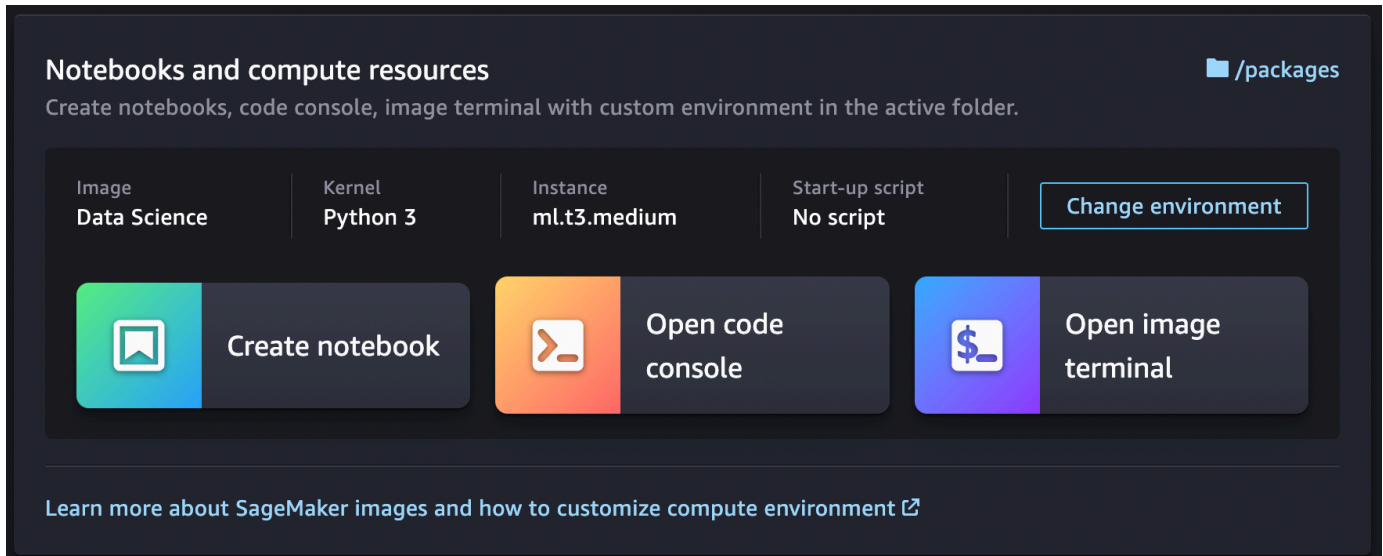 Notebooks and compute resources
/packages
Create notebooks, code console, image terminal with custom environment in the active folder.
Image
Data Science
Kernel
Python 3
Instance
ml.t3.medium
Start-up script
No script
Change environment
Create notebook
Open code
console
$_
Open image
terminal
Learn more about SageMaker images and how to customize compute environment